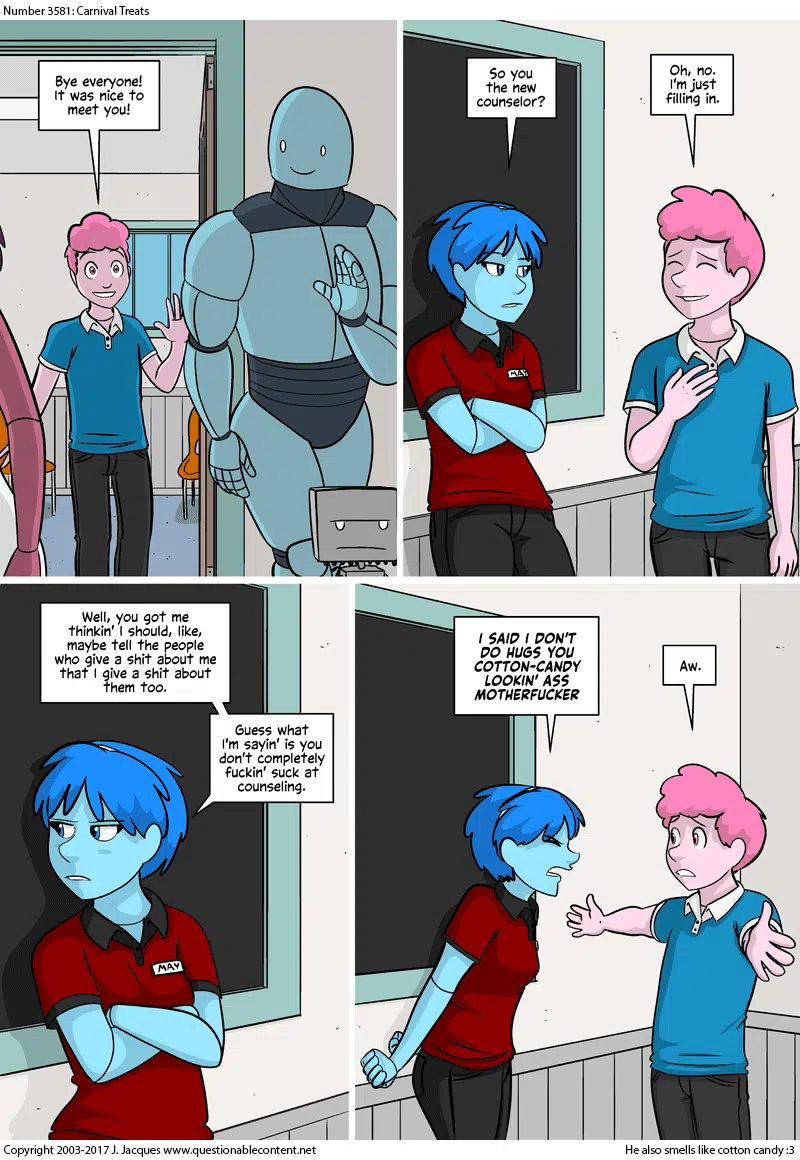 Number 3581: Carnival Treats
Bye everyone!
It was nice to
meet you!
So you
the new
counselor?
Oh, no.
I'm just
filling in.
MAY
Well, you got me
thinkin' I should, like,
maybe tell the people
who give a shit about me
that I give a shit about
them too.
Guess what
I'm sayin' is you
don't completely
fuckin' suck at
counseling.
MAY
I SAID I DON'T
DO HUGS YOU
COTTON-CANDY
LOOKIN' ASS
MOTHERFUCKER
Aw.
Copyright 2003-2017 J. Jacques www.questionablecontent.net
He also smells like cotton candy :3